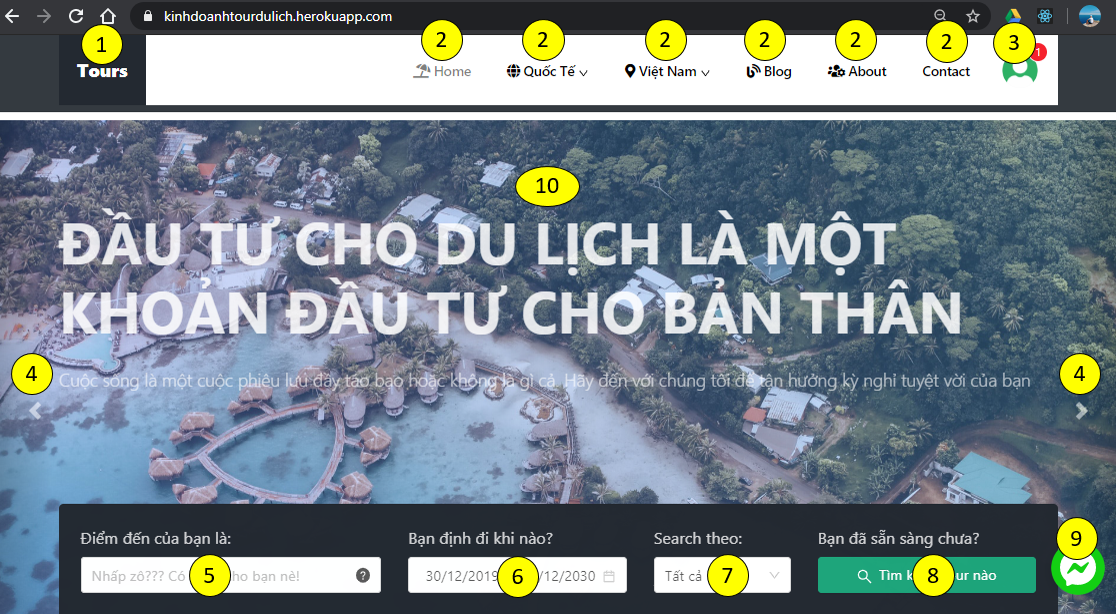 kinhdoanhtourdulich.herokuapp.com
1 2 2 2 2 2 2 3 1
Tours Home Quốc Tế Việt Nam Blog About Contact
10
ĐẦU TƯ CHO DU LỊCH LÀ MỘT
KHOẢN ĐẦU TƯ CHO BẢN THÂN
4 4
Cuộc sống là một cuộc phiêu lưu đầy táo bạo hoặc không là gì cả. Hãy đến với chúng tôi để tận hưởng kỳ nghỉ tuyệt vời của bạn
Điểm đến của bạn là: Bạn định đi khi nào? Search theo: Bạn đã sẵn sàng chưa? 9
Nhấp zô??? Có 5 ho bạn nè! ? 30/12/2019 6 /12/2030 Tất cả 7 Tìm 8 nào